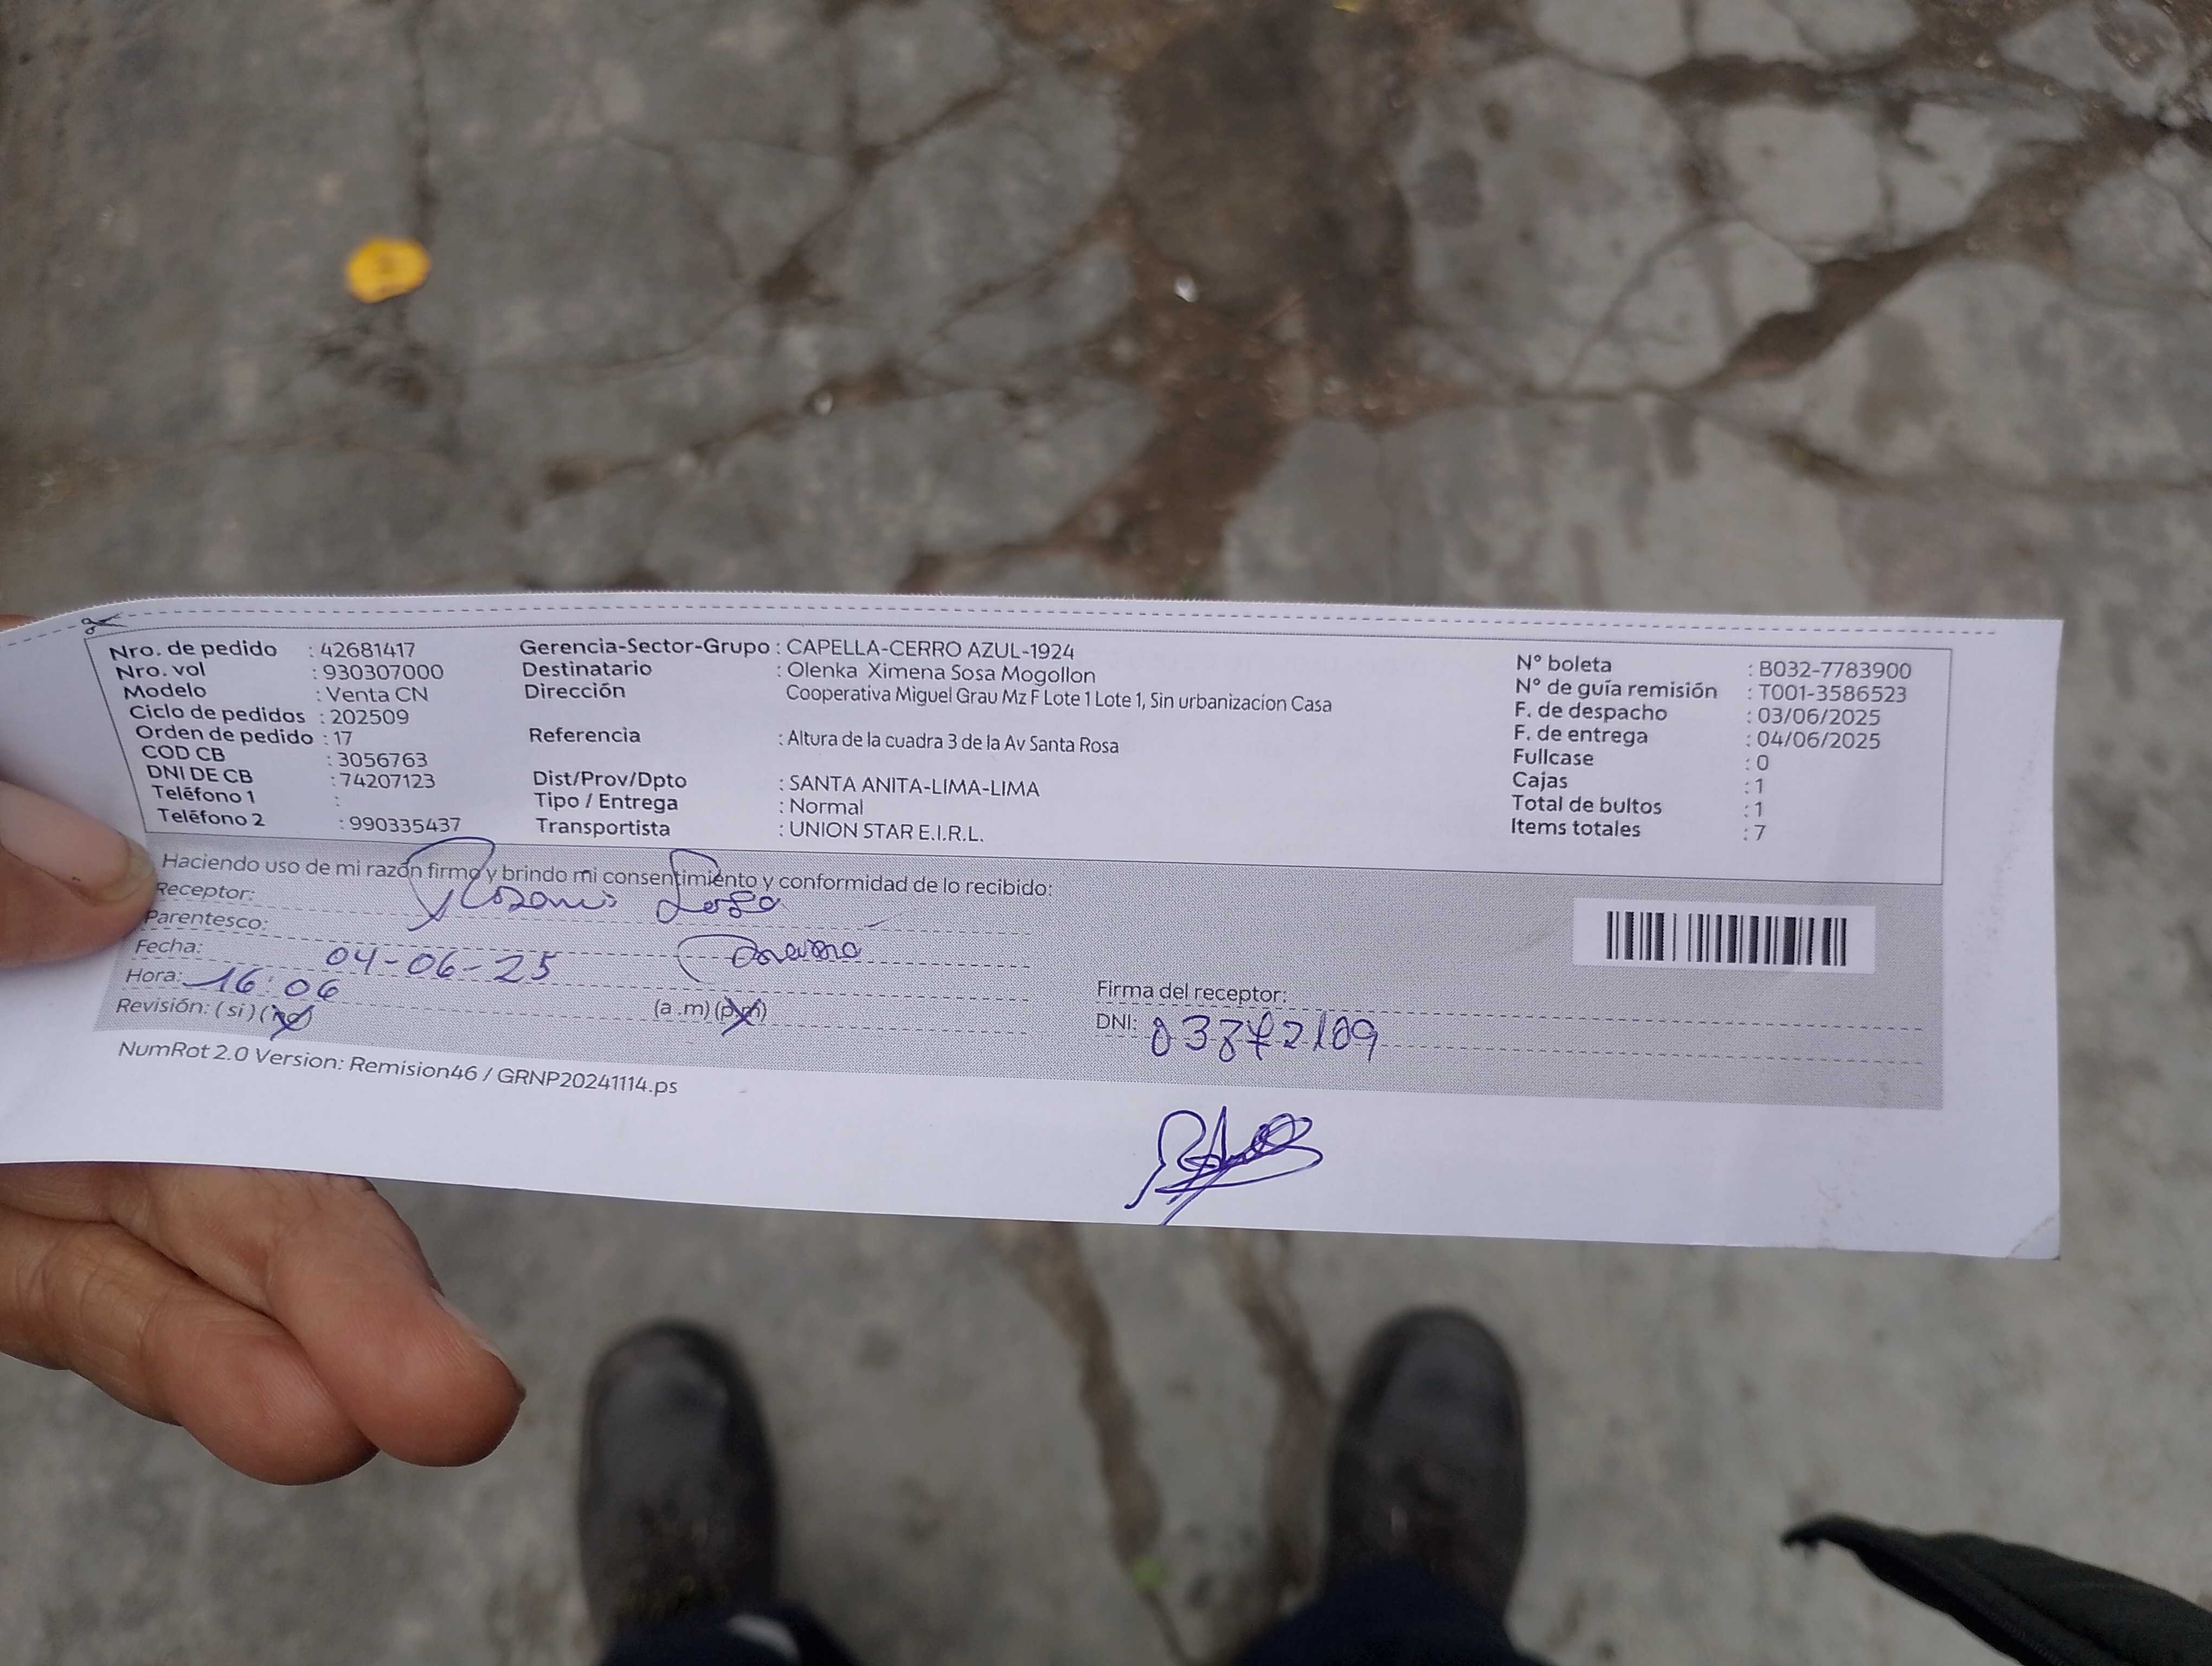 Nro. de pedido : 42681417
Nro. vol : 930307000
Modelo : Venta CN
Ciclo de pedidos : 202509
Orden de pedido : 17
COD CB : 3056763
DNI DE CB : 74207123
Teléfono 1 :
Teléfono 2 : 990335437
Gerencia-Sector-Grupo : CAPELLA-CERRO AZUL-1924
Destinatario : Olenka Ximena Sosa Mogollon
Dirección Cooperativa Miguel Grau Mz F Lote 1 Lote 1, Sin urbanizacion Casa
Referencia : Altura de la cuadra 3 de la Av Santa Rosa
Dist/Prov/Dpto : SANTA ANITA-LIMA-LIMA
Tipo / Entrega : Normal
Transportista : UNION STAR E.I.R.L.
N° boleta : B032-7783900
N° de guía remisión : T001-3586523
F. de despacho : 03/06/2025
F. de entrega : 04/06/2025
Fullcase : 0
Cajas : 1
Total de bultos : 1
Items totales : 7
Haciendo uso de mi razón firmo y brindo mi consentimiento y conformidad de lo recibido:
Receptor:
Parentesco:
Fecha: 04-06-25
Hora: 16:06 (a.m) (p.m)
Revisión: (si) (no)
Firma del receptor:
DNI: 03872109
NumRot 2.0 Version: Remision46 / GRNP20241114.ps